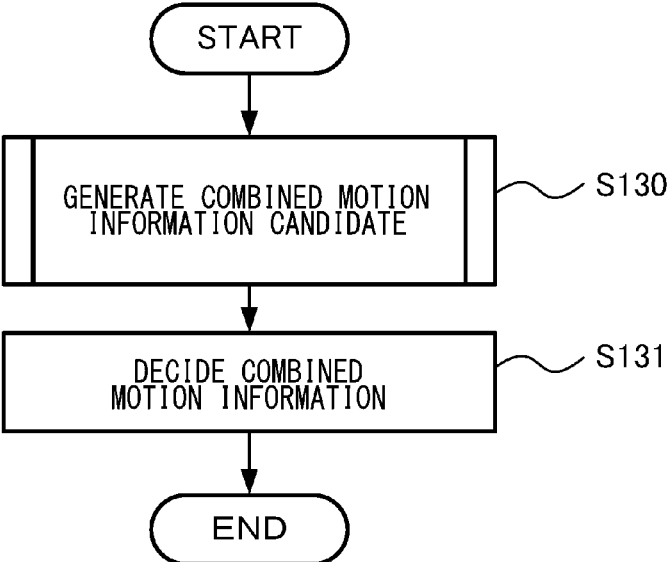 START
GENERATE COMBINED MOTION
INFORMATION CANDIDATE
S130
DECIDE COMBINED
MOTION INFORMATION
S131
END